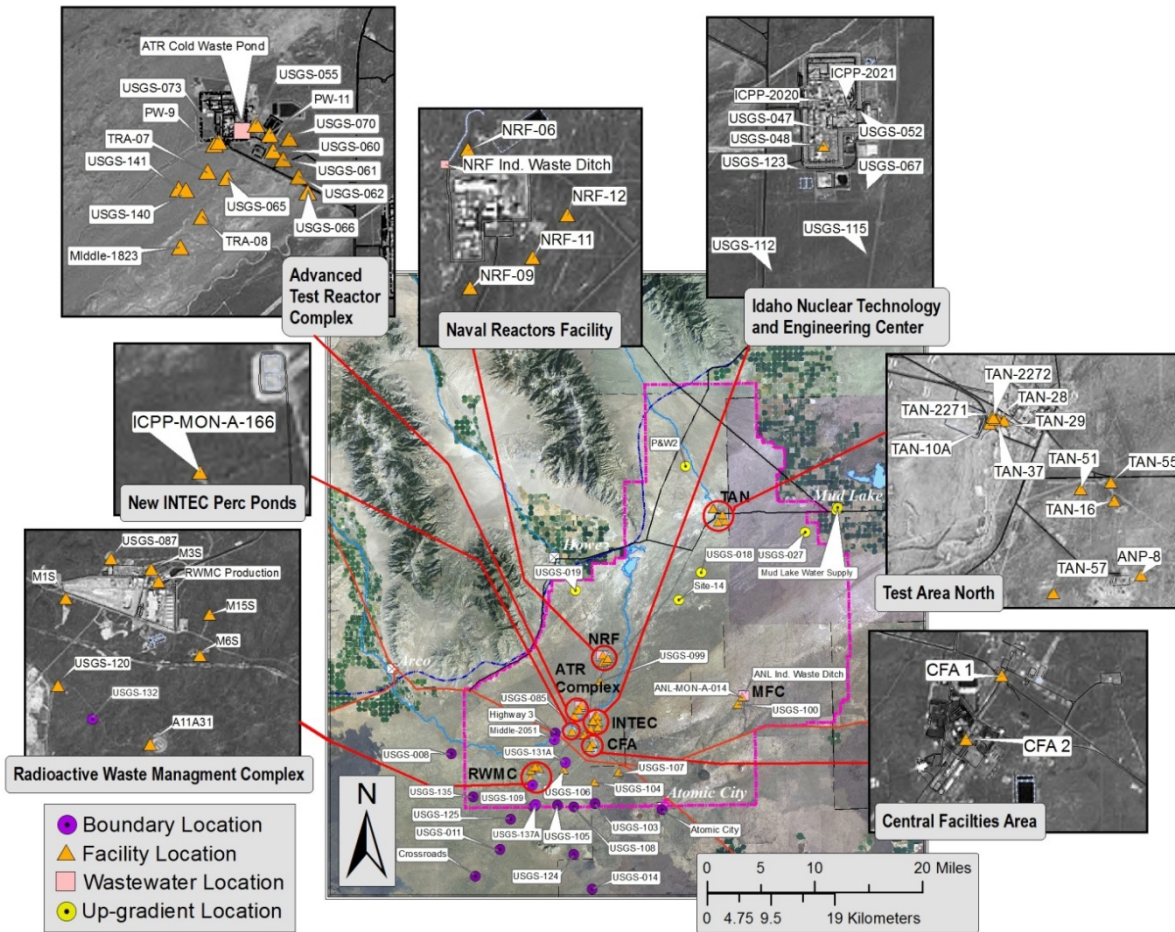 ATR Cold Waste Pond
USGS-055
USGS-073
PW-11
PW-9
USGS-070
TRA-07
USGS-060
USGS-141
USGS-061
USGS-062
USGS-140
USGS-065
USGS-066
TRA-08
MIddle-1823
Advanced
Test Reactor
Complex
NRF-06
NRF Ind. Waste Ditch
NRF-12
NRF-11
NRF-09
Naval Reactors Facility
ICPP-2021
ICPP-2020
USGS-047
USGS-052
USGS-048
USGS-123
USGS-067
USGS-115
USGS-112
Idaho Nuclear Technology
and Engineering Center
ICPP-MON-A-166
New INTEC Perc Ponds
TAN-2272
TAN-28
TAN-2271
TAN-29
TAN-10A
TAN-37
TAN-51
TAN-55
TAN-16
TAN-57
ANP-8
Test Area North
USGS-087
M3S
RWMC Production
M1S
M15S
M6S
USGS-120
USGS-132
A11A31
Radioactive Waste Managment Complex
CFA 1
CFA 2
Central Facilties Area
P&W2
TAN
Mud Lake
Howe
USGS-018
USGS-027
Mud Lake Water Supply
USGS-019
Site-14
NRF
Arco
ATR
Complex
USGS-099
ANL Ind. Waste Ditch
ANL-MON-A-014
MFC
USGS-100
USGS-085
Highway 3
Middle-2051
INTEC
CFA
USGS-008
USGS-131A
USGS-107
RWMC
USGS-106
USGS-104
USGS-135
USGS-109
Atomic City
USGS-125
USGS-137A
USGS-105
USGS-103
Atomic City
USGS-011
USGS-108
Crossroads
USGS-124
USGS-014
N
Boundary Location
Facility Location
Wastewater Location
Up-gradient Location
0 5 10 20 Miles
0 4.75 9.5 19 Kilometers